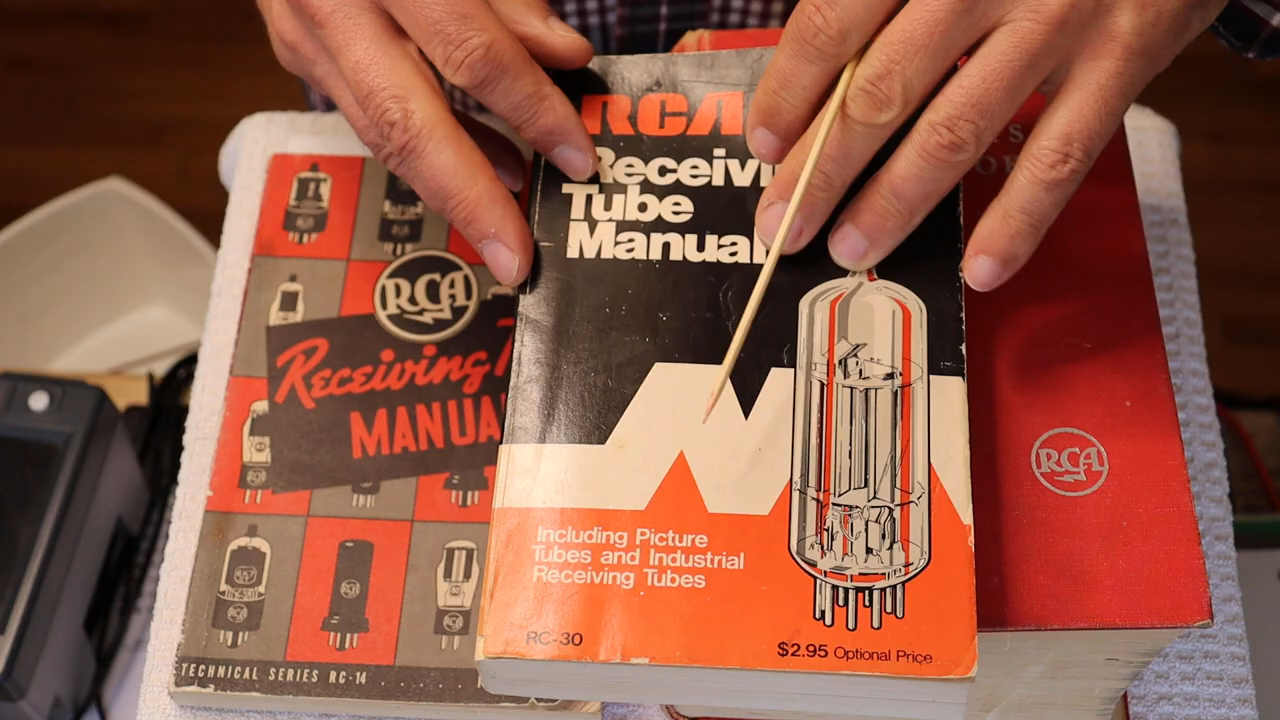 RCA
Receiving
MANUA
TECHNICAL SERIES RC-14
RCA
Receivi
Tube
Manual
Including Picture
Tubes and Industrial
Receiving Tubes
RC-30
$2.95 Optional Price
RCA